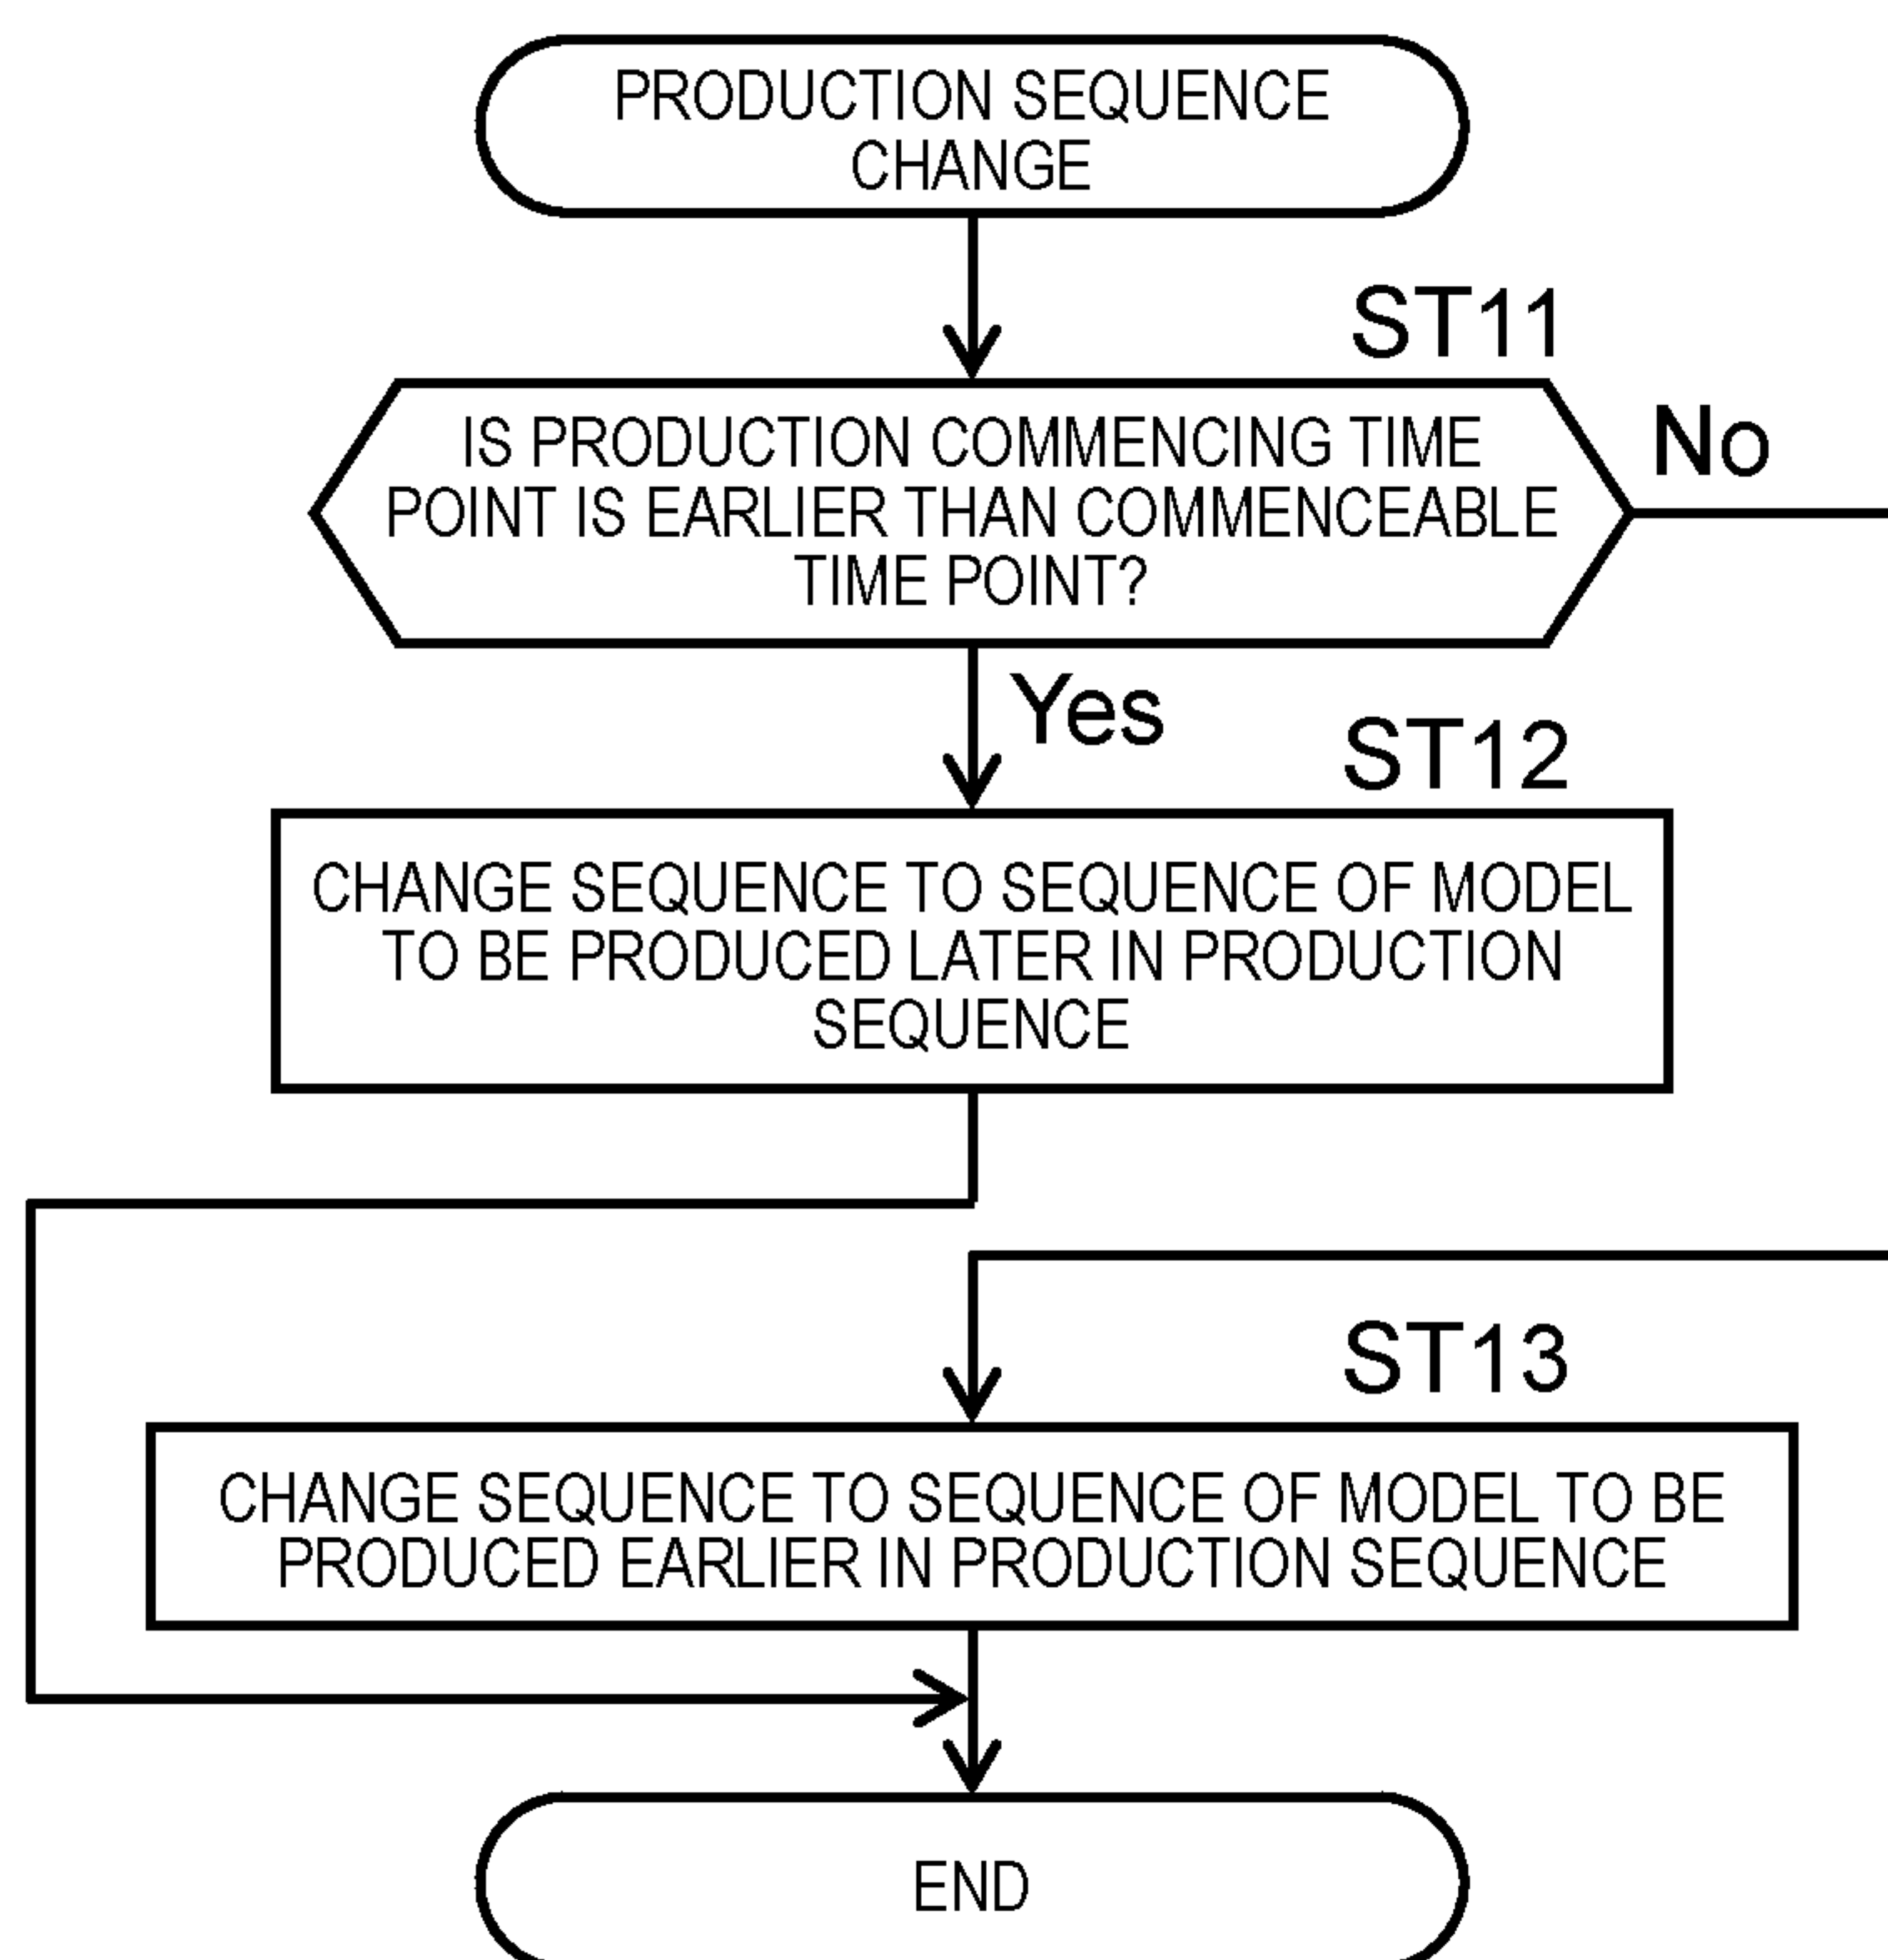 PRODUCTION SEQUENCE
CHANGE
ST11
IS PRODUCTION COMMENCING TIME
POINT IS EARLIER THAN COMMENCEABLE
TIME POINT?
No
Yes
ST12
CHANGE SEQUENCE TO SEQUENCE OF MODEL
TO BE PRODUCED LATER IN PRODUCTION
SEQUENCE
ST13
CHANGE SEQUENCE TO SEQUENCE OF MODEL TO BE
PRODUCED EARLIER IN PRODUCTION SEQUENCE
END